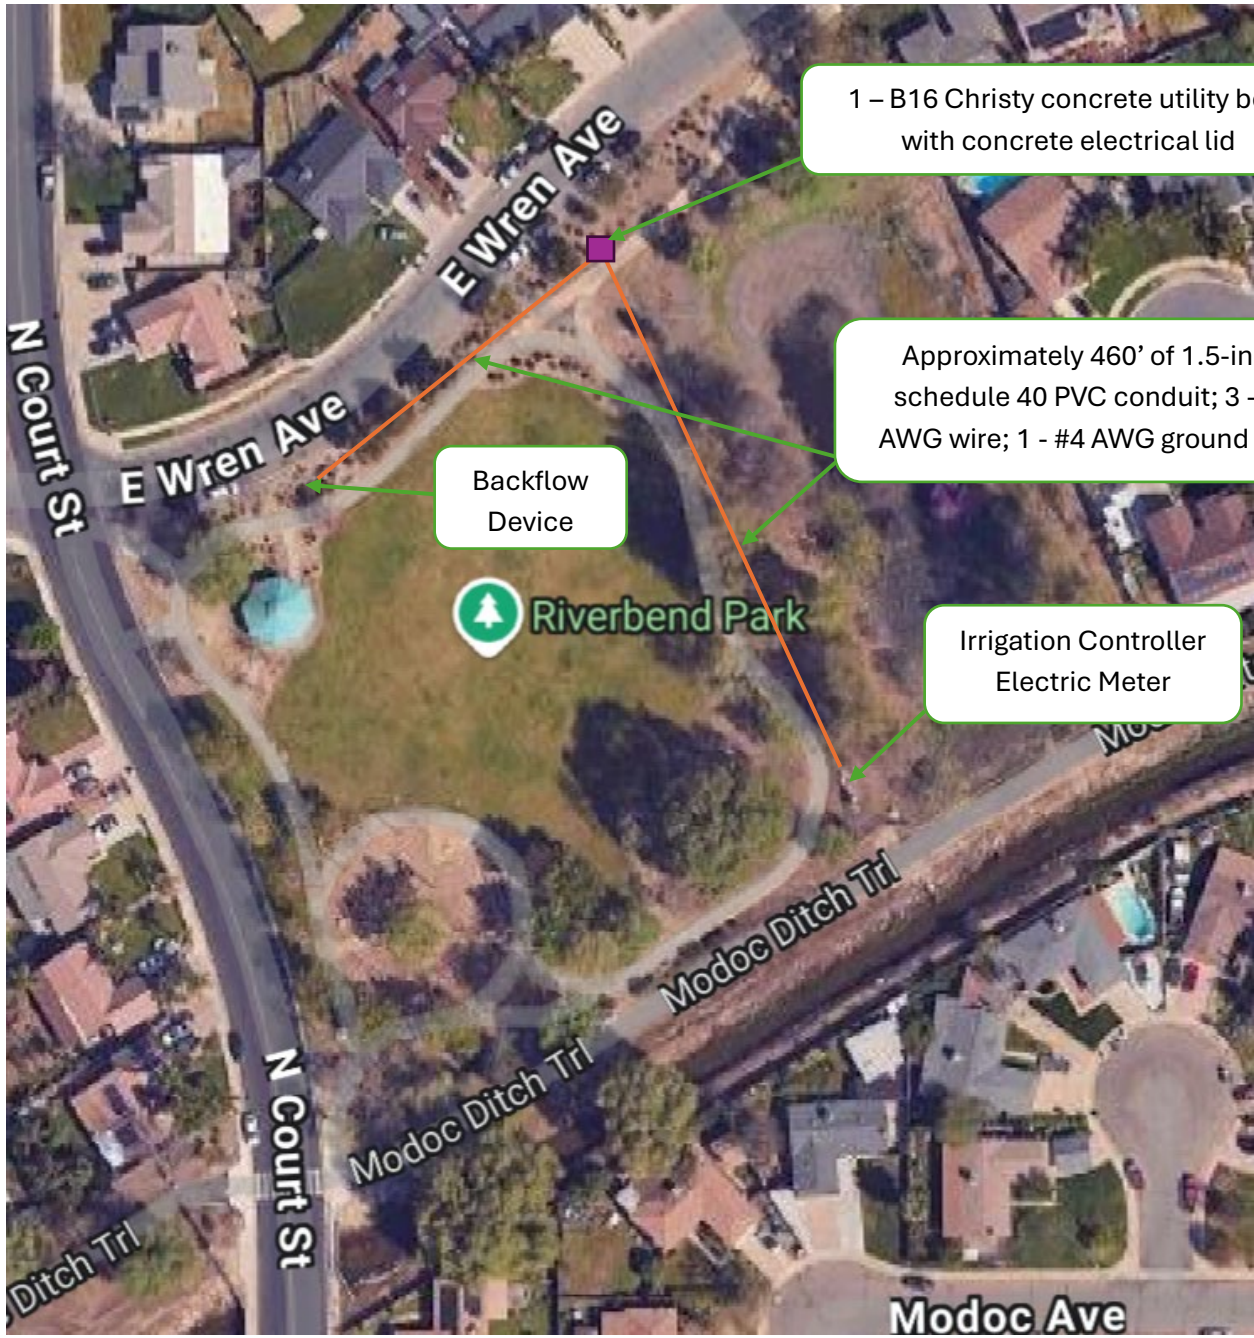 1 – B16 Christy concrete utility
with concrete electrical lid
E Wren Ave
N Court St
Approximately 460’ of 1.5-in
schedule 40 PVC conduit; 3 -
AWG wire; 1 - #4 AWG ground
E Wren Ave
Backflow
Device
Riverbend Park
Irrigation Controller
Electric Meter
Modoc Ditch Trl
Modoc Ditch Trl
N Court St
Ditch Trl
Modoc Ave